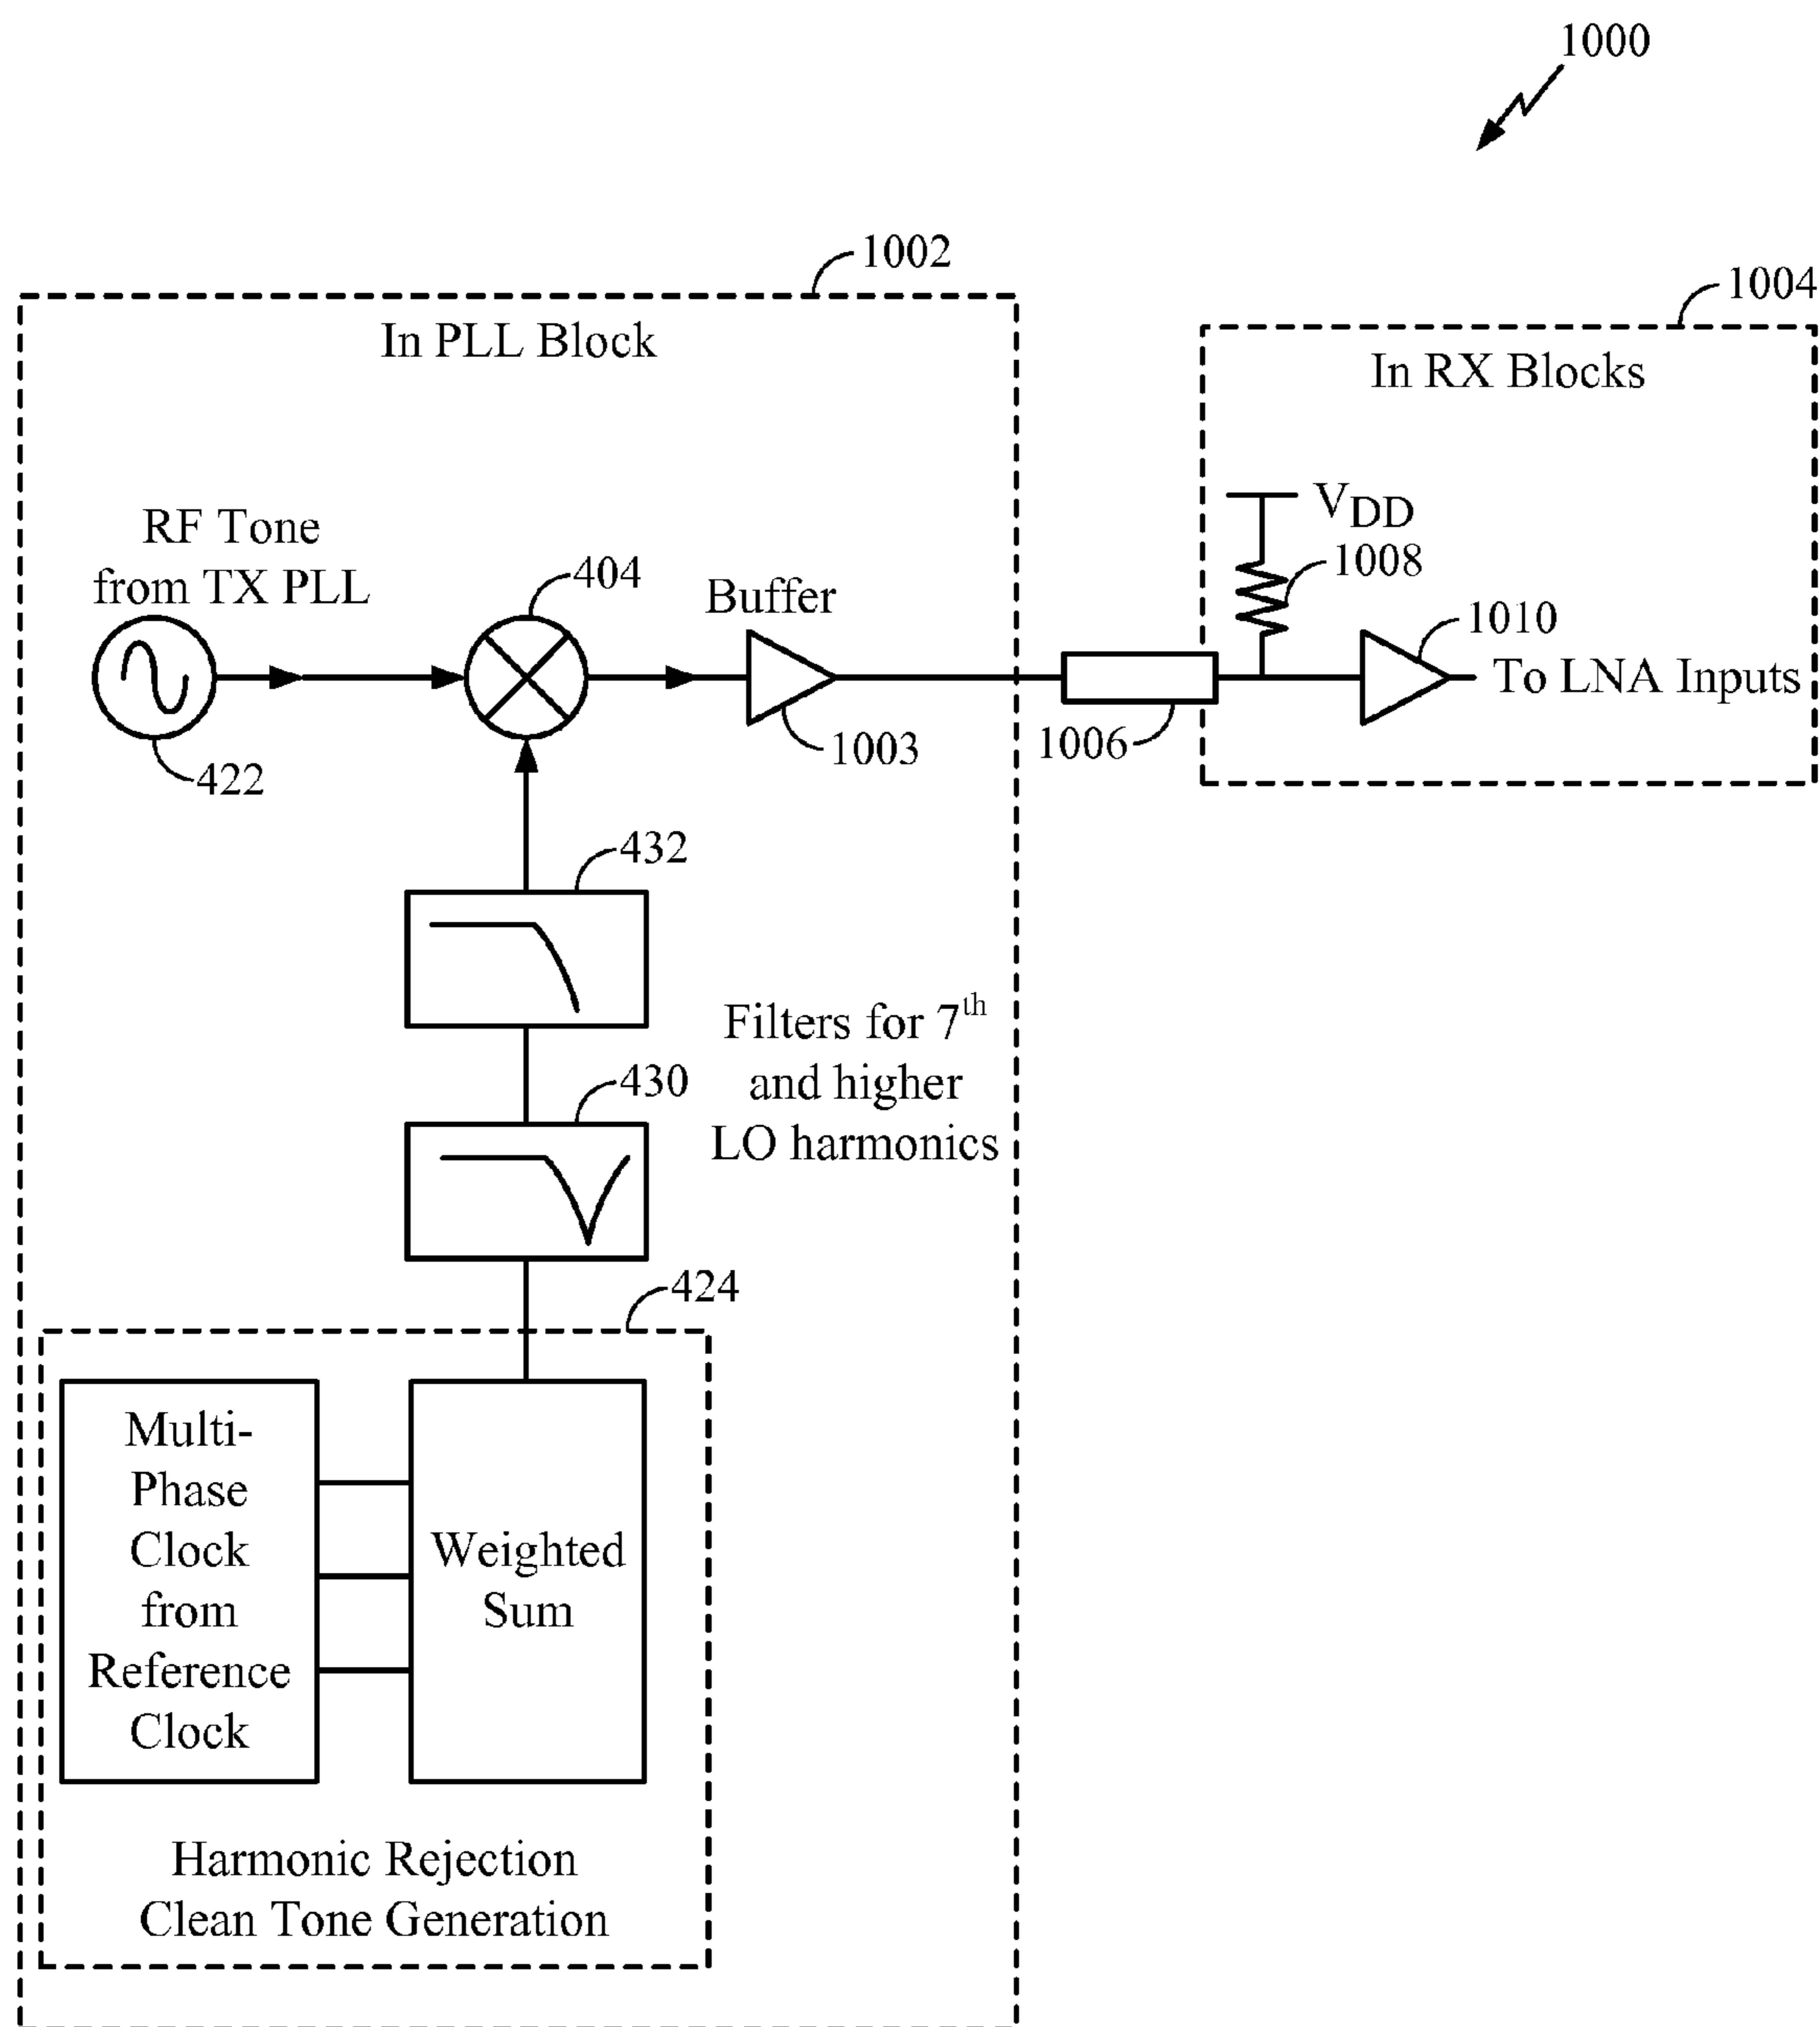 1000
1002
1004
In PLL Block
In RX Blocks
RF Tone
from TX PLL
404
Buffer
VDD
1008
1010
To LNA Inputs
422
1003
1006
432
Filters for 7th
and higher
LO harmonics
430
424
Multi-
Phase
Clock
from
Reference
Clock
Weighted
Sum
Harmonic Rejection
Clean Tone Generation